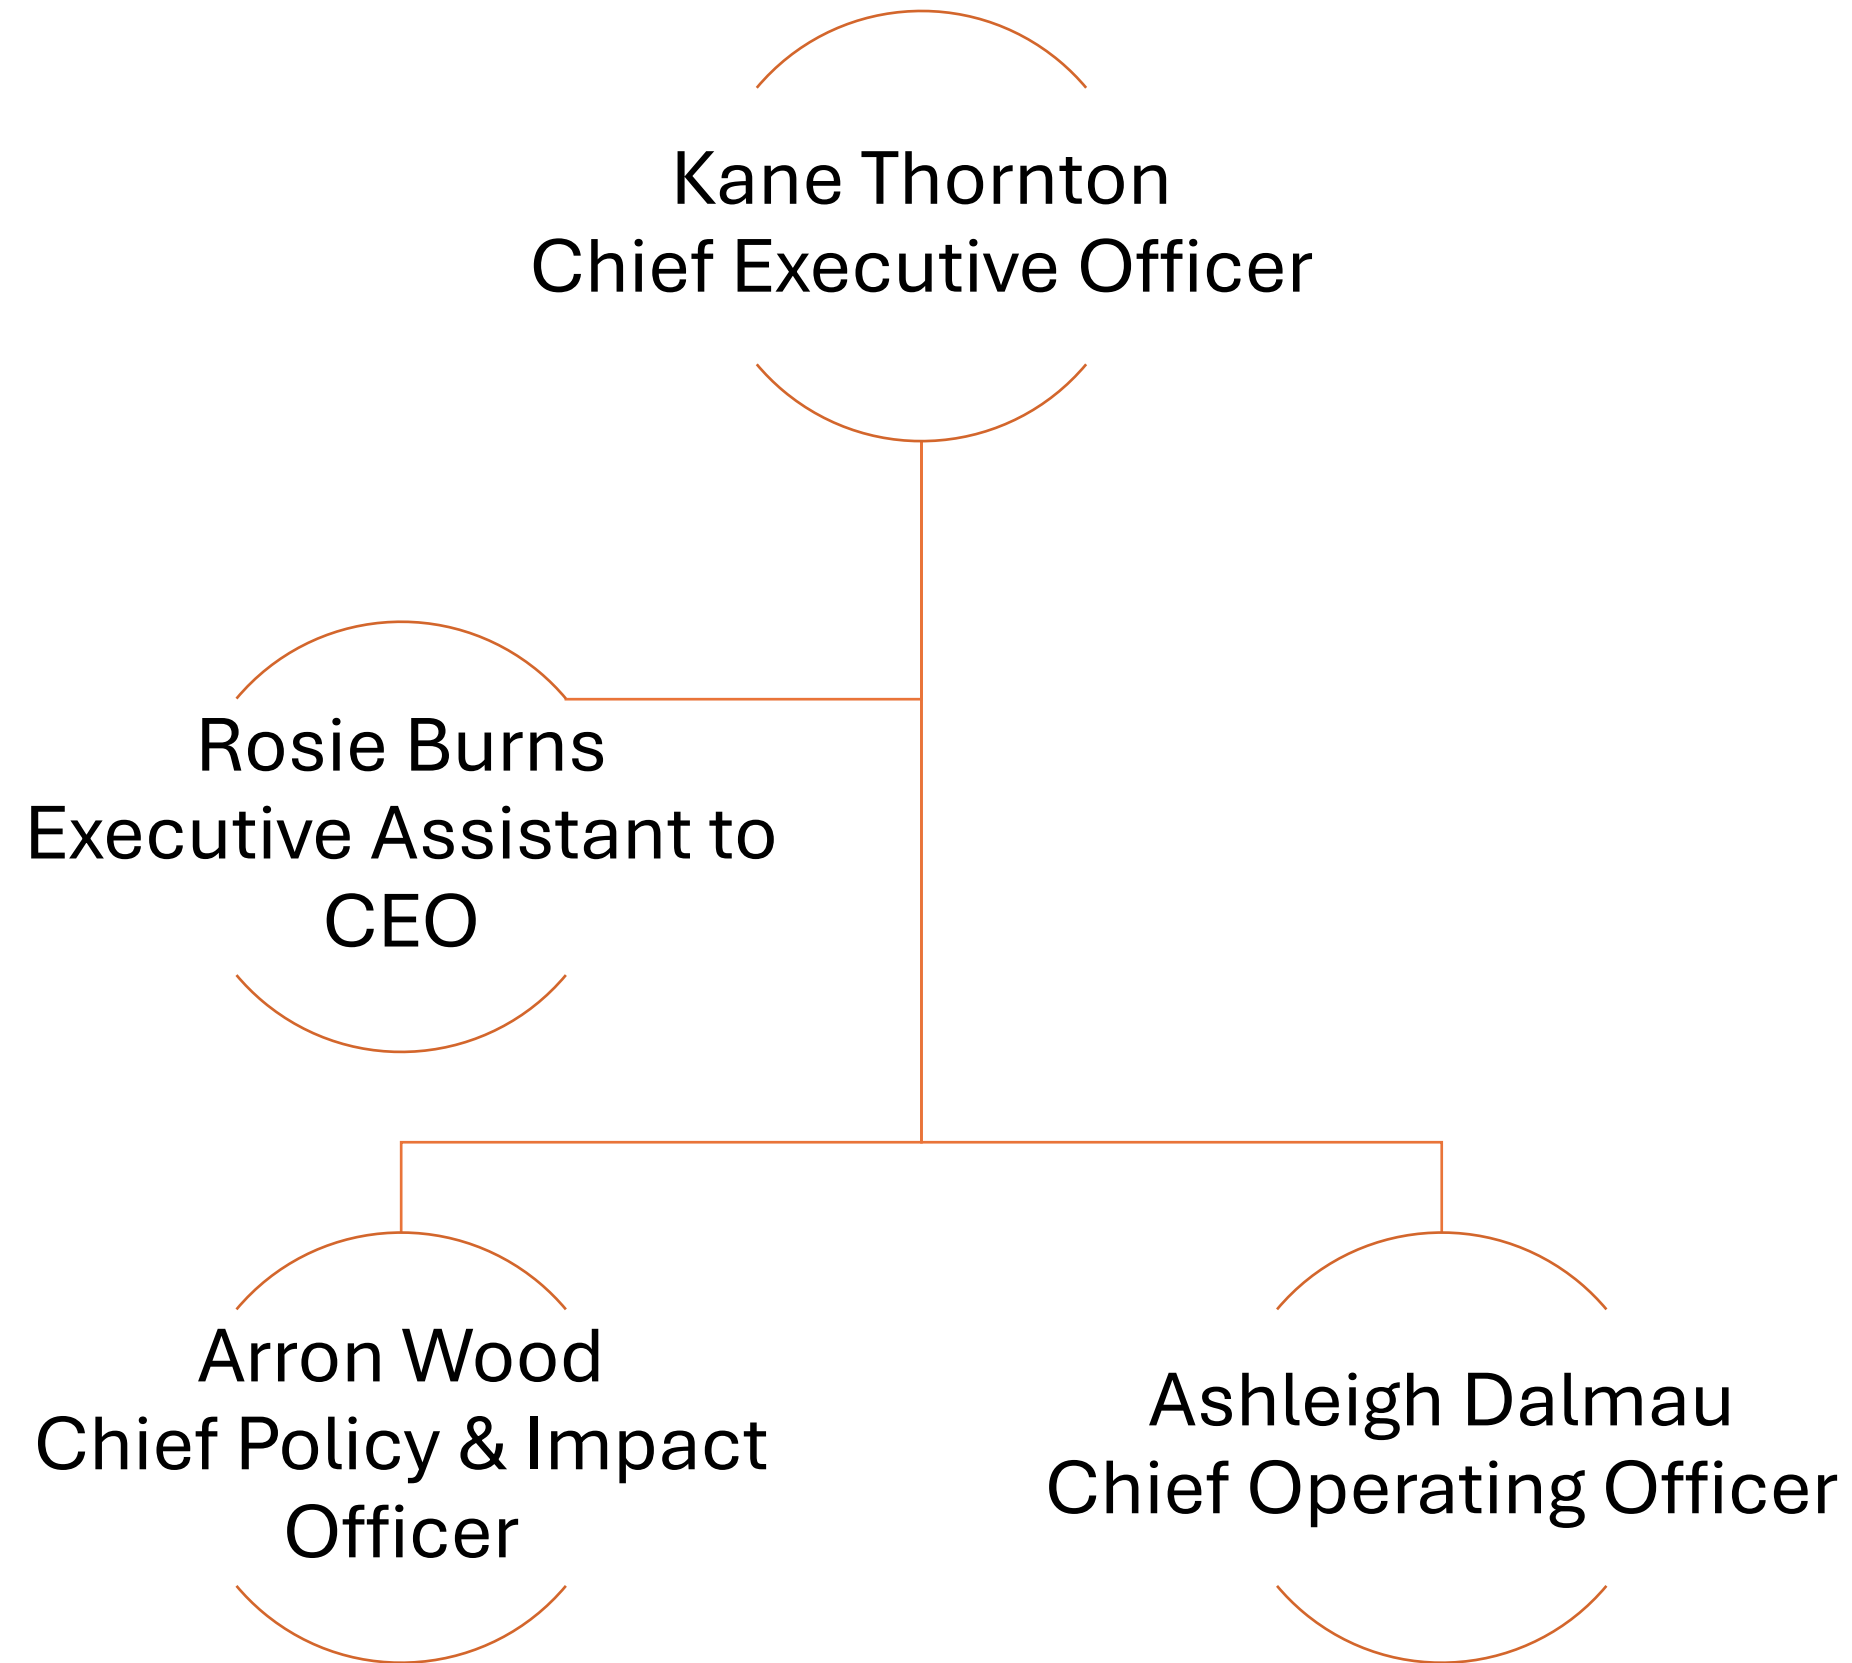 Kane Thornton
Chief Executive Officer
Rosie Burns
Executive Assistant to
CEO
Arron Wood
Chief Policy & Impact
Officer
Ashleigh Dalmau
Chief Operating Officer